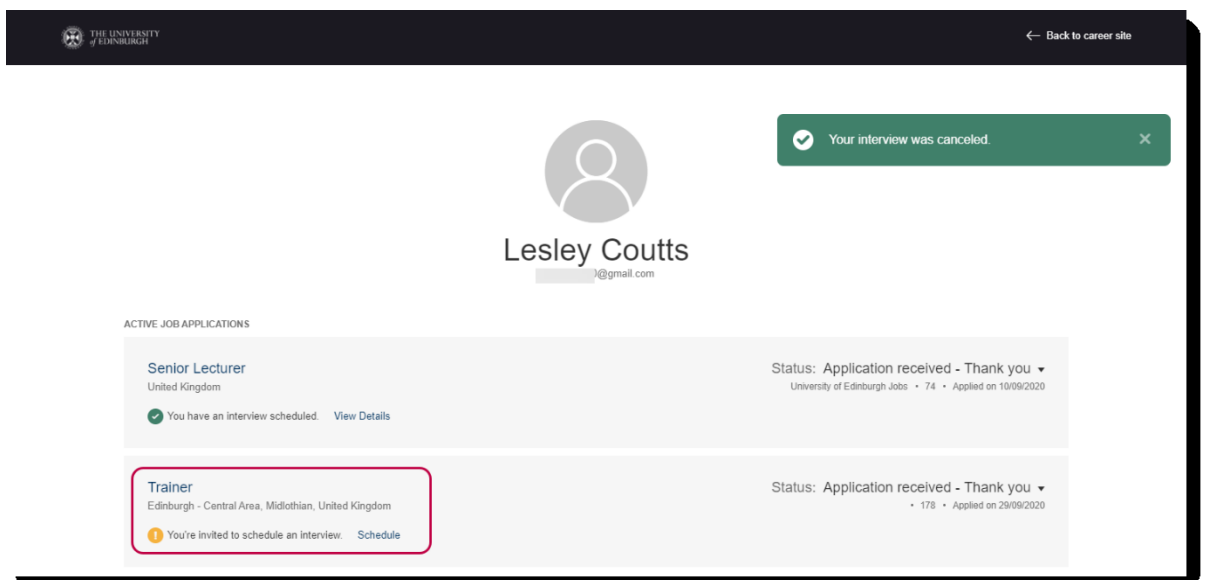 THE UNIVERSITY
of EDINBURGH
← Back to career site
Your interview was canceled.
Lesley Coutts
@gmail.com
ACTIVE JOB APPLICATIONS
Senior Lecturer
Status: Application received - Thank you
United Kingdom
University of Edinburgh Jobs • 74 • Applied on 10/09/2020
You have an interview scheduled. View Details
Trainer
Status: Application received - Thank you
Edinburgh - Central Area, Midlothian, United Kingdom
• 178 • Applied on 29/09/2020
You're invited to schedule an interview. Schedule